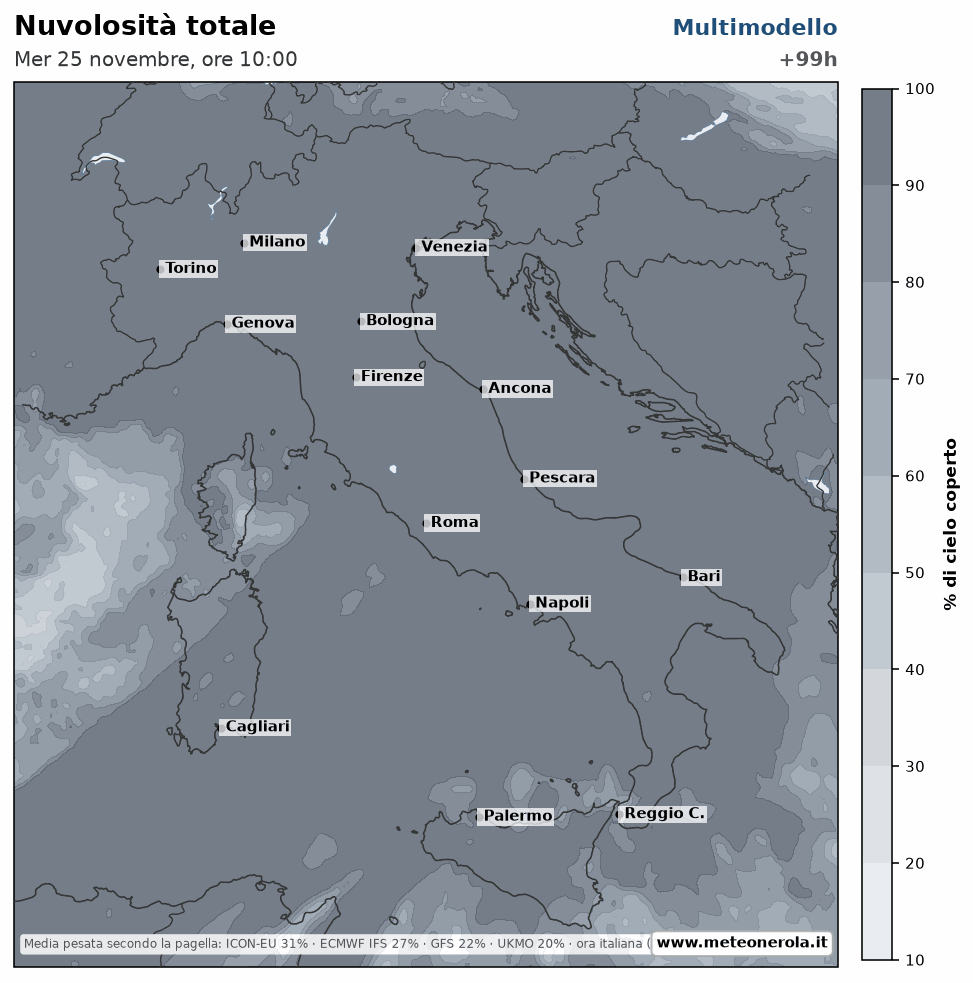 Nuvolosità totale
Multimodello
Mer 25 novembre, ore 10:00
+99h
Milano
Venezia
Torino
Genova
Bologna
Firenze
Ancona
Pescara
Roma
Bari
Napoli
Cagliari
Palermo
Reggio C.
Media pesata secondo la pagella: ICON-EU 31% · ECMWF IFS 27% · GFS 22% · UKMO 20% · ora italiana (
www.meteonerola.it
100
90
80
70
60
50
40
30
20
10
% di cielo coperto